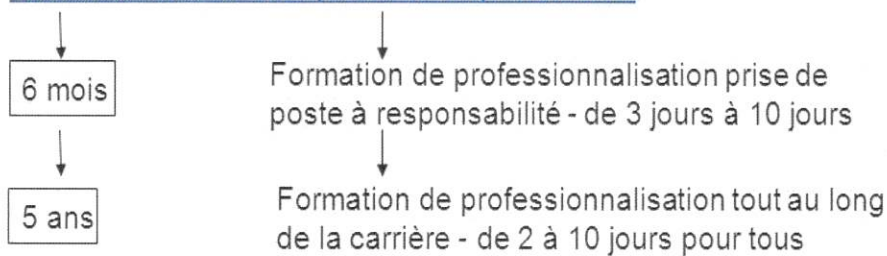 6 mois
Formation de professionnalisation prise de
poste à responsabilité - de 3 jours à 10 jours
5 ans
Formation de professionnalisation tout au long
de la carrière - de 2 à 10 jours pour tous